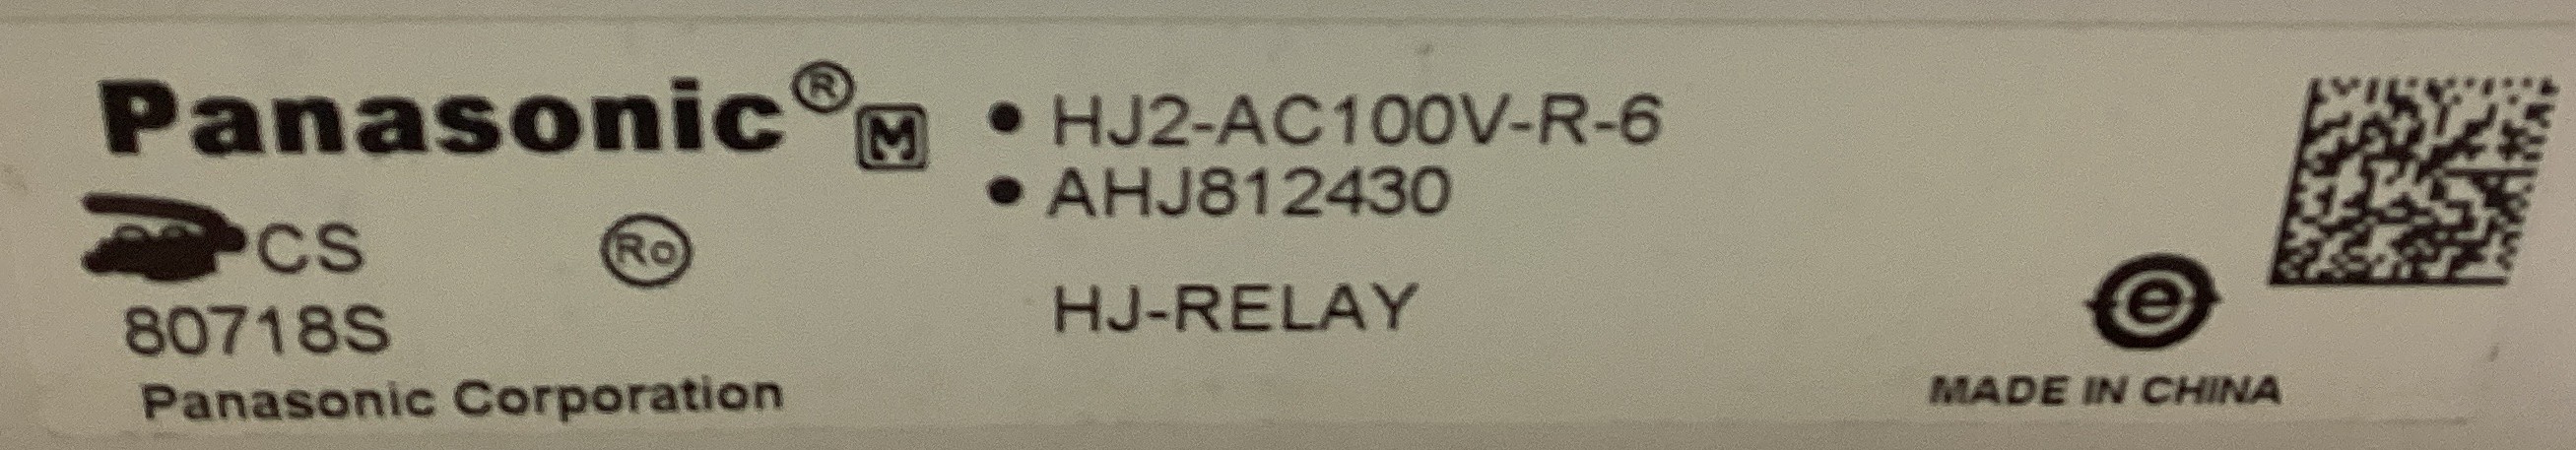 Panasonic®
M
• HJ2-AC100V-R-6
• AHJ812430
CS
Ro
80718S
HJ-RELAY
Panasonic Corporation
e
MADE IN CHINA